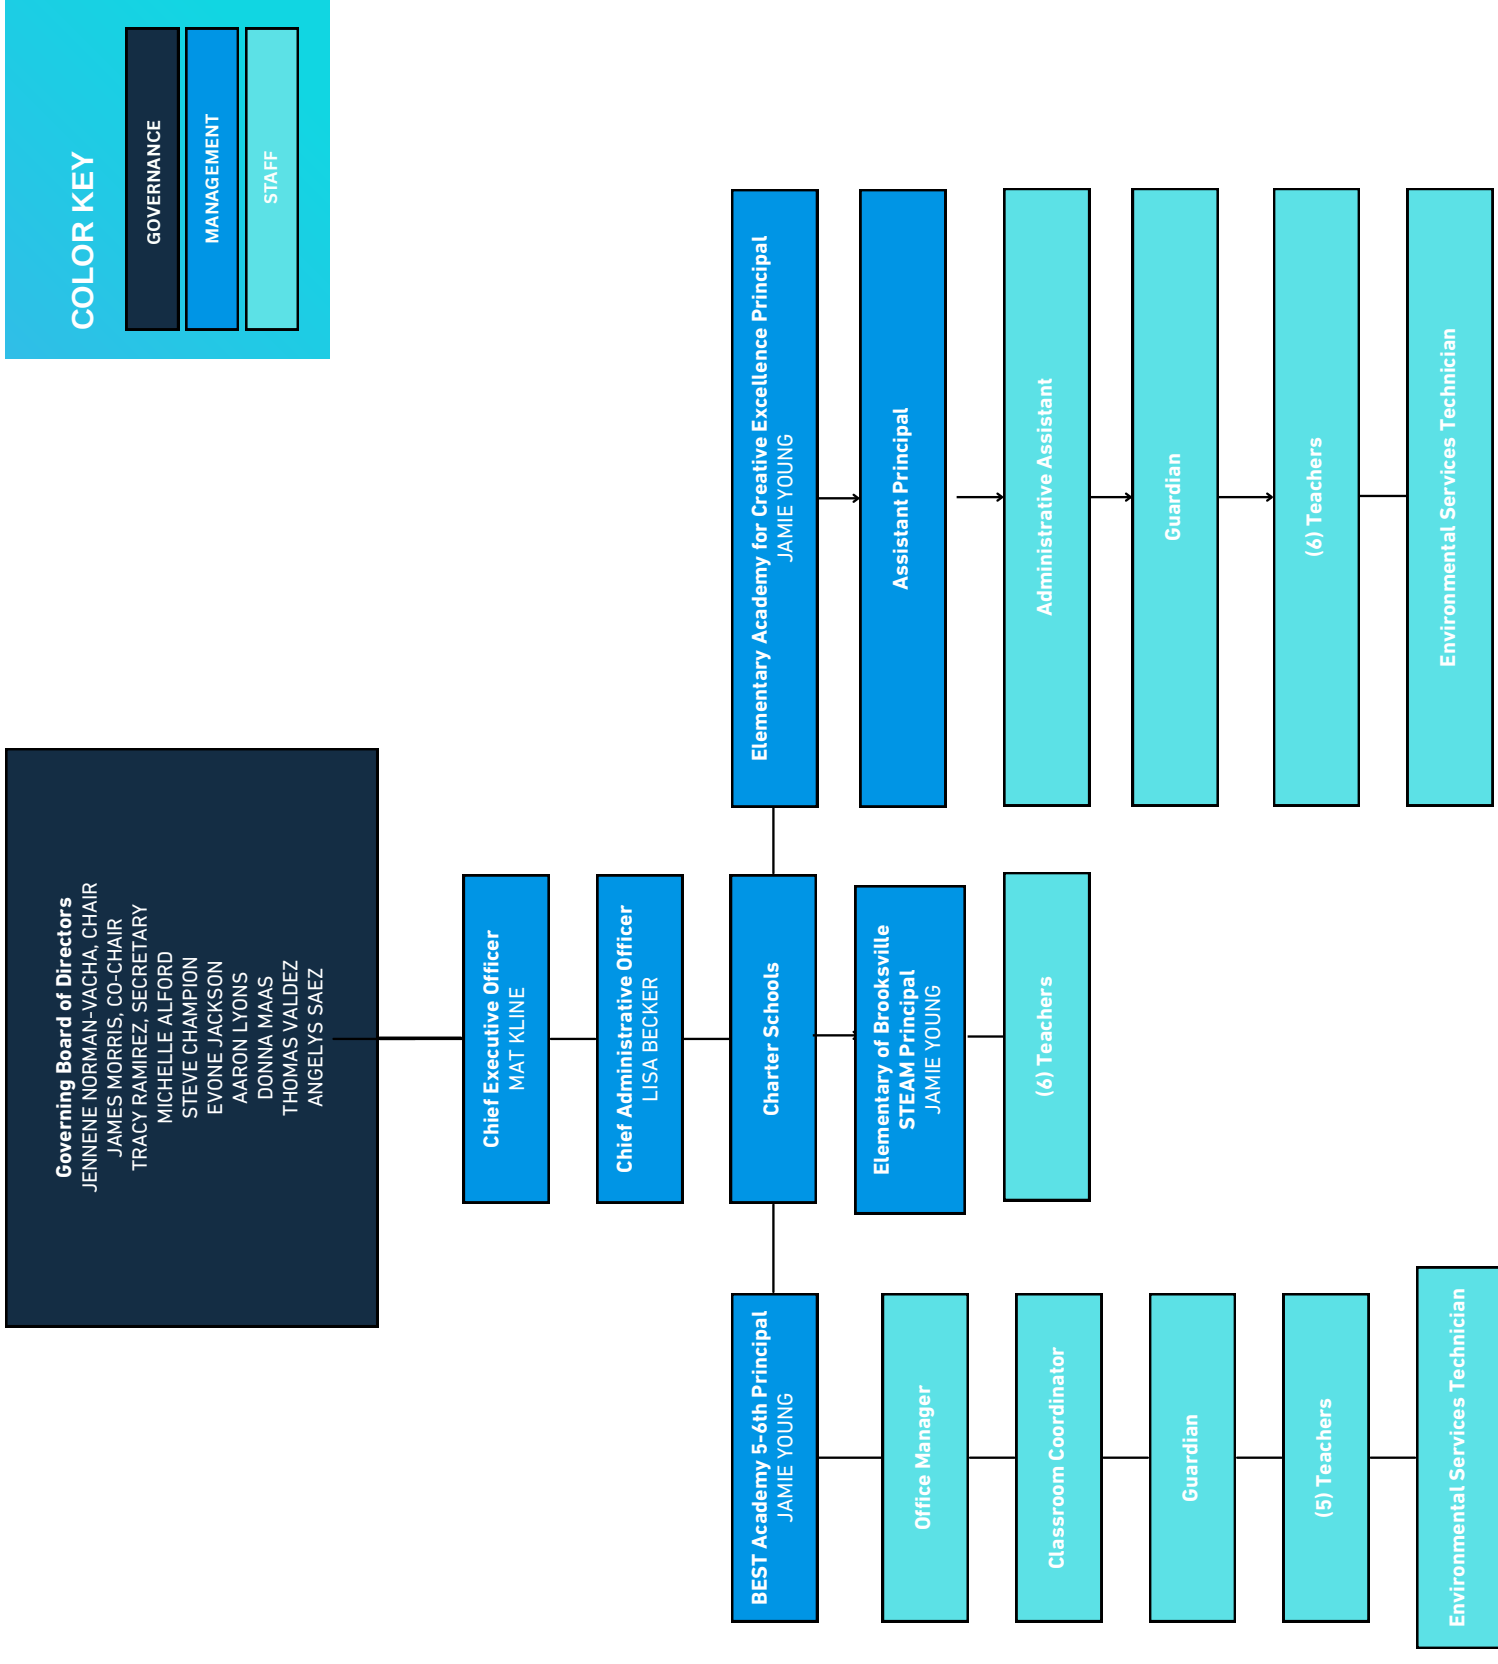 Governing Board of Directors
JENNENE NORMAN-VACHA, CHAIR
JAMES MORRIS, CO-CHAIR
TRACY RAMIREZ, SECRETARY
MICHELLE ALFORD
STEVE CHAMPION
EVONE JACKSON
AARON LYONS
DONNA MAAS
THOMAS VALDEZ
ANGELYS SAEZ
COLOR KEY
GOVERNANCE
MANAGEMENT
STAFF
Chief Executive Officer
MAT KLINE
Chief Administrative Officer
LISA BECKER
Charter Schools
BEST Academy 5-6th Principal
JAMIE YOUNG
Office Manager
Classroom Coordinator
Guardian
(5) Teachers
Environmental Services Technician
Elementary of Brooksville
STEAM Principal
JAMIE YOUNG
(6) Teachers
Elementary Academy for Creative Excellence Principal
JAMIE YOUNG
Assistant Principal
Administrative Assistant
Guardian
(6) Teachers
Environmental Services Technician